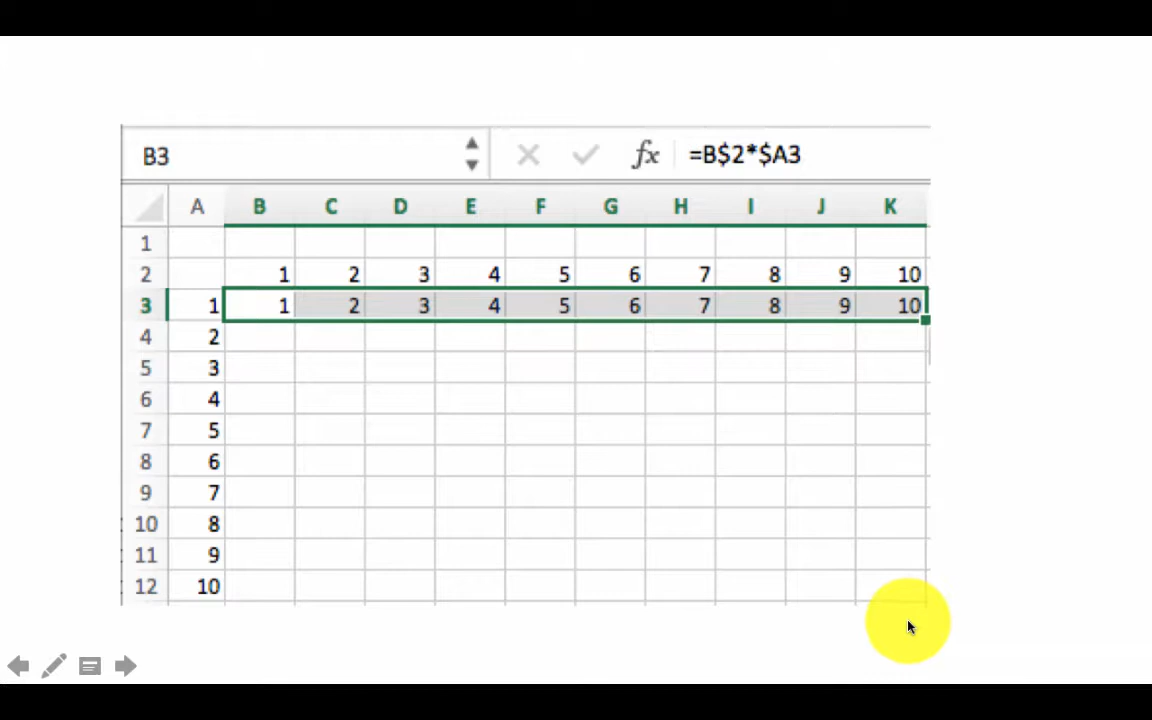 B3 fx =B$2*$A3
A B C D E F G H I J K
1
2 1 2 3 4 5 6 7 8 9 10
3 1 1 2 3 4 5 6 7 8 9 10
4 2
5 3
6 4
7 5
8 6
9 7
10 8
11 9
12 10